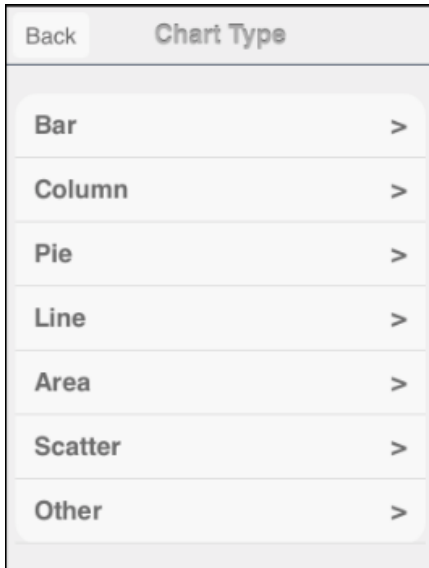 Back Chart Type
Bar >
Column >
Pie >
Line >
Area >
Scatter >
Other >